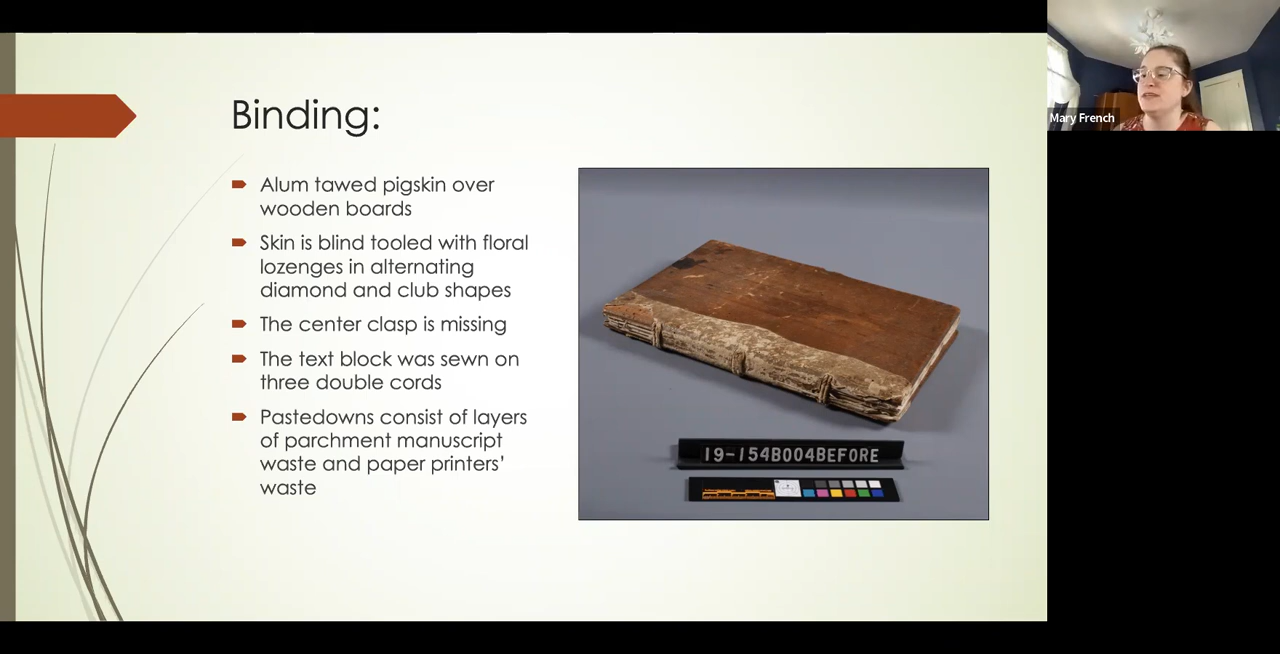 Binding:
Alum tawed pigskin over
wooden boards
Skin is blind tooled with floral
lozenges in alternating
diamond and club shapes
The center clasp is missing
The text block was sewn on
three double cords
Pastedowns consist of layers
of parchment manuscript
waste and paper printers’
waste
19-154B004BEFORE
Mary French